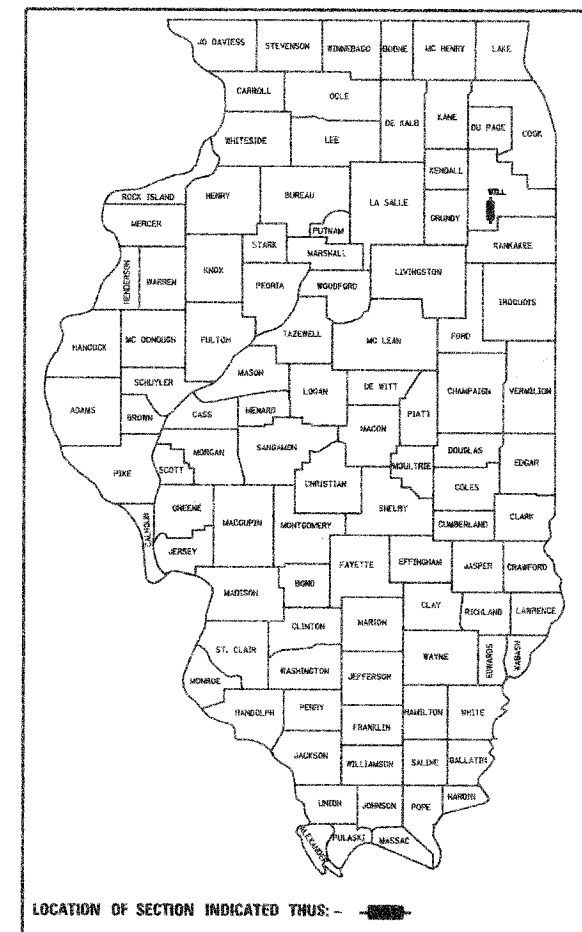 JO DAVIESS STEVENSON WINNEBAGO BOONE MC HENRY LAKE
CARROLL OGLE DE KALB KANE DU PAGE COOK
WHITESIDE LEE KENDALL WILL
ROCK ISLAND HENRY BUREAU LA SALLE GRUNDY
MERCER PUTNAM KANKAKEE
STARK MARSHALL LIVINGSTON
HENDERSON WARREN KNOX PEORIA WOODFORD IROQUOIS
HANCOCK MC DONOUGH FULTON TAZEWELL MC LEAN FORD
SCHUYLER MASON LOGAN DE WITT CHAMPAIGN VERMILION
ADAMS BROWN CASS MENARD MACON PIATT
PIKE SCOTT MORGAN SANGAMON MOULTRIE DOUGLAS EDGAR
CHRISTIAN COLES
CALHOUN GREENE MACOUPIN MONTGOMERY SHELBY CUMBERLAND CLARK
JERSEY FAYETTE EFFINGHAM JASPER CRAWFORD
MADISON BOND CLAY RICHLAND LAWRENCE
CLINTON MARION
ST. CLAIR WAYNE EDWARDS WABASH
WASHINGTON JEFFERSON
MONROE
RANDOLPH PERRY HAMILTON WHITE
FRANKLIN
JACKSON WILLIAMSON SALINE GALLATIN
UNION JOHNSON POPE HARDIN
ALEXANDER PULASKI MASSAC
LOCATION OF SECTION INDICATED THUS: -